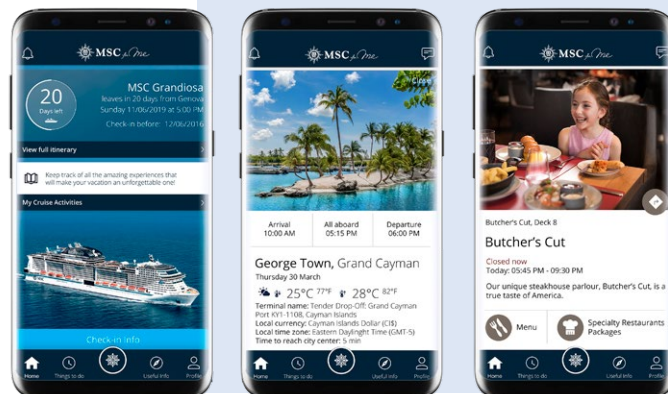 MSC & Me
20
Days left
MSC Grandiosa
leaves in 20 days from Genova
Sunday 11/06/2019 at 5:00 PM
Check-in before: 12/06/2016
View full itinerary
Keep track of all the amazing experiences that
will make your vacation an unforgettable one!
My Cruise Activities
Check-in Info
Home
Things to do
Useful Info
Profile
MSC & Me
Close
Arrival
10:00 AM
All aboard
05:15 PM
Departure
06:00 PM
George Town, Grand Cayman
Thursday 30 March
25°C 77°F 28°C 82°F
Terminal name: Tender Drop-Off: Grand Cayman
Port KY1-1108, Cayman Islands
Local currency: Cayman Islands Dollar (CI$)
Local time zone: Eastern Daylinght Time (GMT-5)
Time to reach city center: 5 min
Home
Things to do
Useful Info
Profile
MSC & Me
Butcher's Cut, Deck 8
Butcher's Cut
Closed now
Today: 05:45 PM - 09:30 PM
Our unique steakhouse parlour, Butcher's Cut, is a
true taste of America.
Menu
Specialty Restaurants
Packages
Home
Things to do
Useful Info
Profile